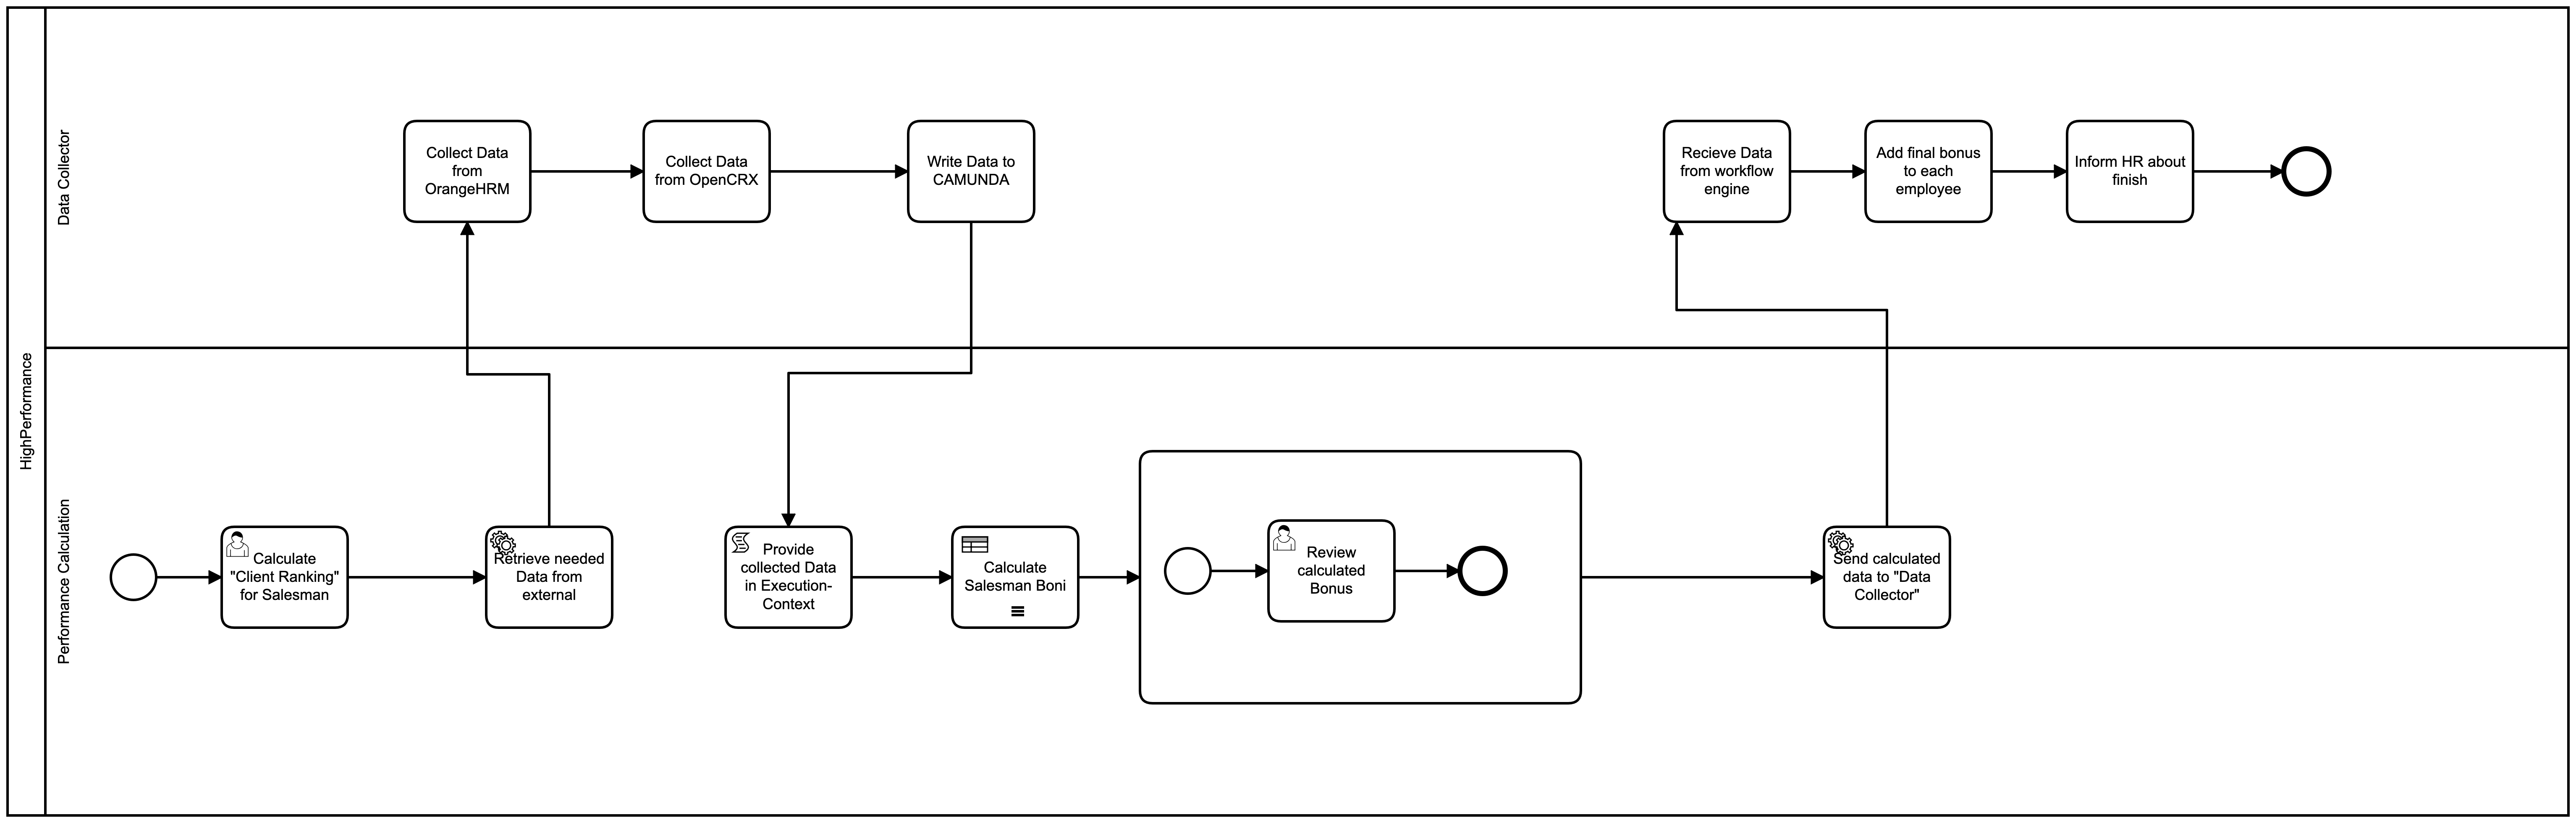 HighPerformance
Data Collector
Collect Data
from
OrangeHRM
Collect Data
from OpenCRX
Write Data to
CAMUNDA
Recieve Data
from workflow
engine
Add final bonus
to each
employee
Inform HR about
finish
Performance Calculation
Calculate
"Client Ranking"
for Salesman
Retrieve needed
Data from
external
Provide
collected Data
in Execution-
Context
Calculate
Salesman Boni
Review
calculated
Bonus
Send calculated
data to "Data
Collector"